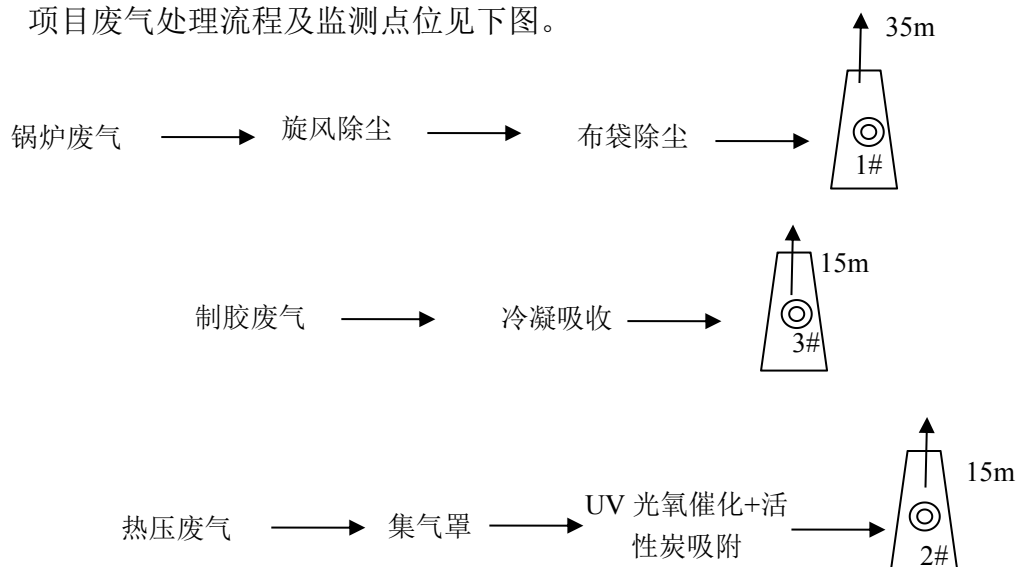 项目废气处理流程及监测点位见下图。
35m
锅炉废气
旋风除尘
布袋除尘
1#
15m
制胶废气
冷凝吸收
3#
15m
热压废气
集气罩
UV 光氧催化+活
性炭吸附
2#